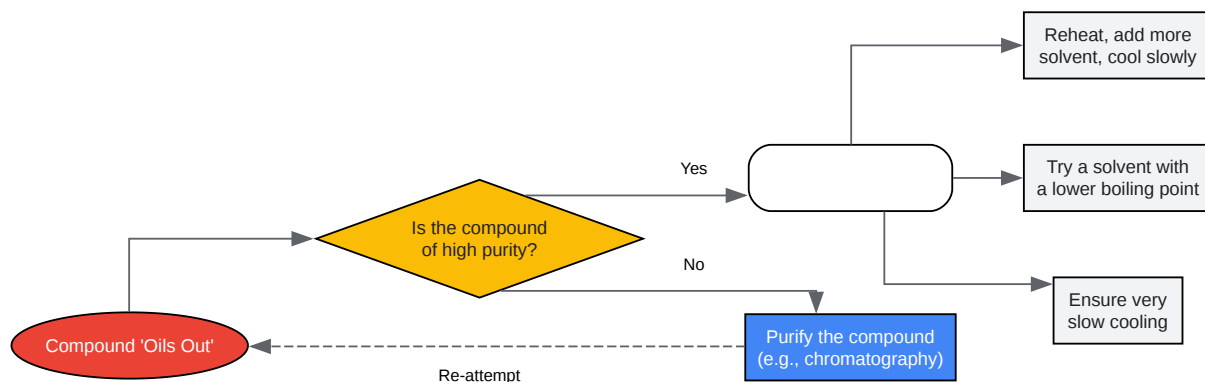 Reheat, add more
solvent, cool slowly
Yes
Try a solvent with
a lower boiling point
Is the compound
of high purity?
No
Ensure very
slow cooling
Compound 'Oils Out'
Purify the compound
(e.g., chromatography)
Re-attempt